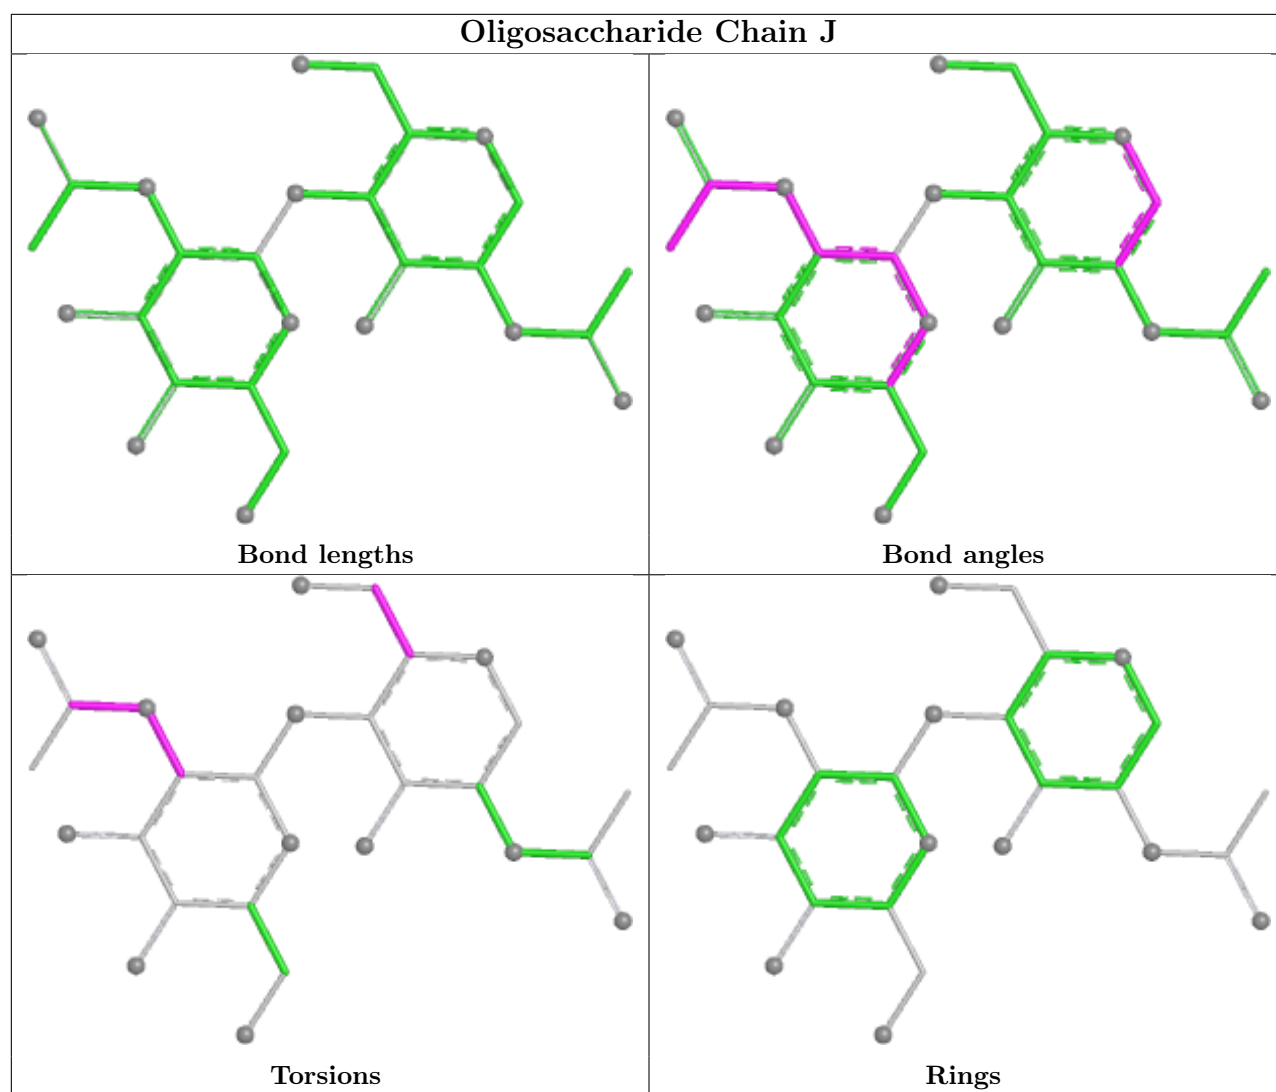 Oligosaccharide Chain J
Bond lengths
Bond angles
Torsions
Rings